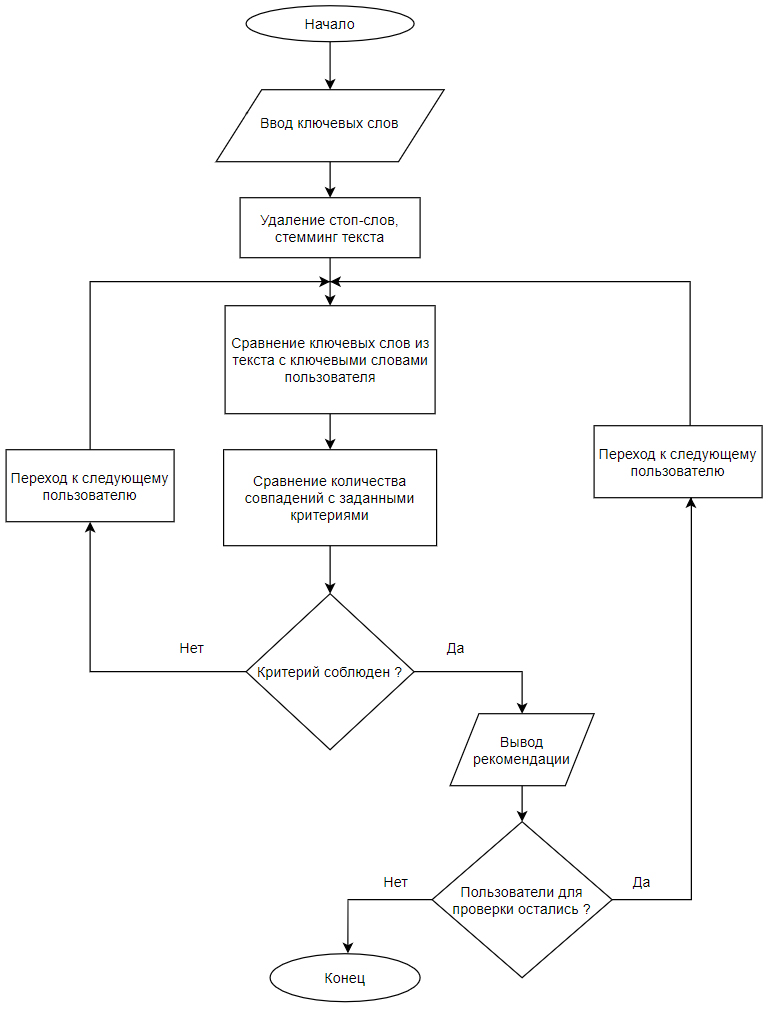 Начало
Ввод ключевых слов
Удаление стоп-слов,
стемминг текста
Сравнение ключевых слов из
текста с ключевыми словами
пользователя
Переход к следующему
пользователю
Переход к следующему
пользователю
Сравнение количества
совпадений с заданными
критериями
Нет
Да
Критерий соблюден ?
Вывод
рекомендации
Нет
Да
Пользователи для
проверки остались ?
Конец